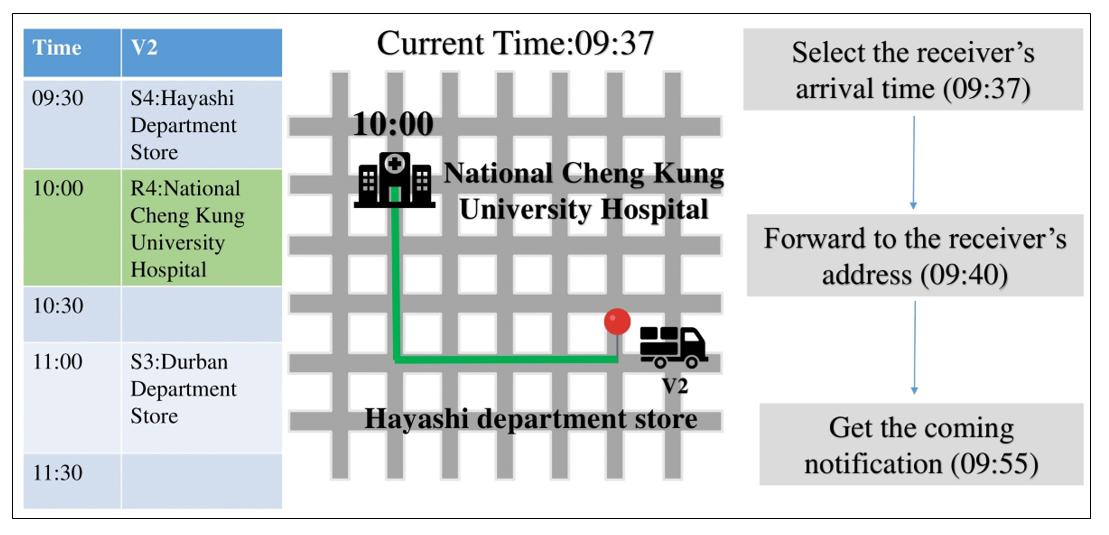 Time V2
09:30 S4:Hayashi
Department
Store
10:00 R4:National
Cheng Kung
University
Hospital
10:30
11:00 S3:Durban
Department
Store
11:30
Current Time:09:37
10:00
National Cheng Kung
University Hospital
V2
Hayashi department store
Select the receiver’s
arrival time (09:37)
Forward to the receiver’s
address (09:40)
Get the coming
notification (09:55)